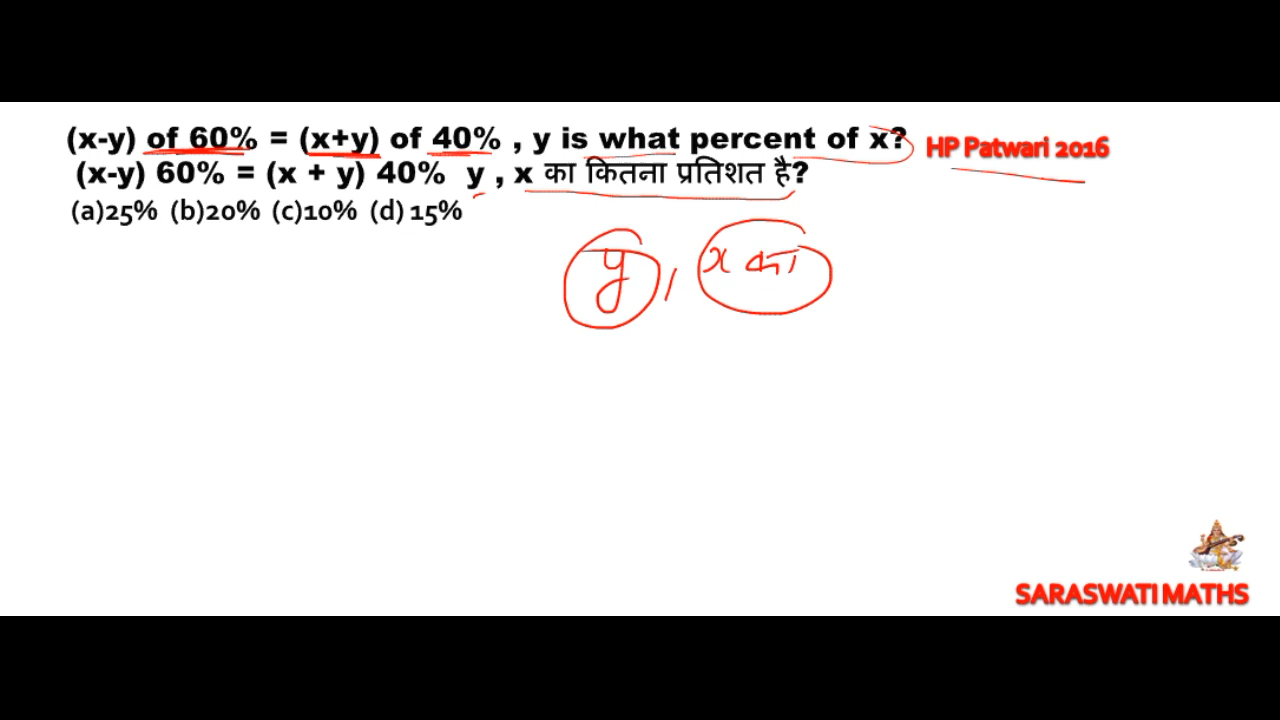 (x-y) of 60% = (x+y) of 40% , y is what percent of x? HP Patwari 2016
(x-y) 60% = (x + y) 40% y , x का कितना प्रतिशत है?
(a)25% (b)20% (c)10% (d) 15%
y , x का
SARASWATI MATHS